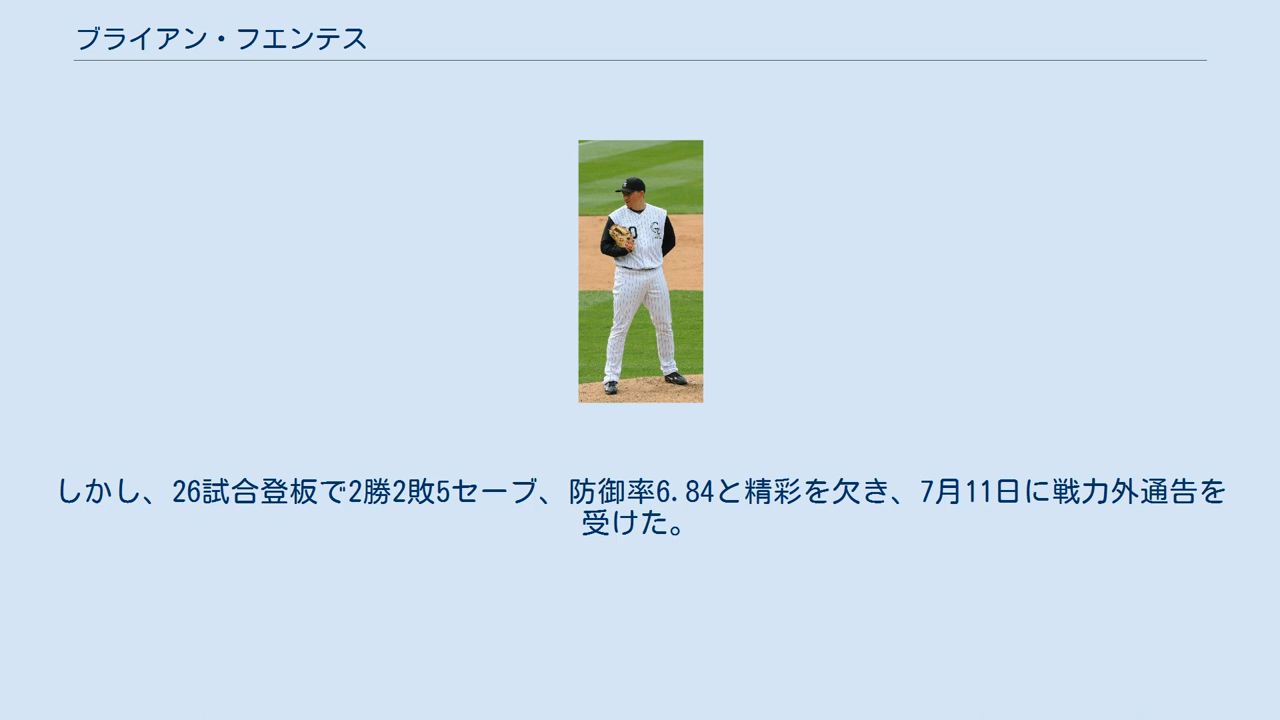 ブライアン・フエンテス
しかし、26試合登板で2勝2敗5セーブ、防御率6.84と精彩を欠き、7月11日に戦力外通告を
受けた。